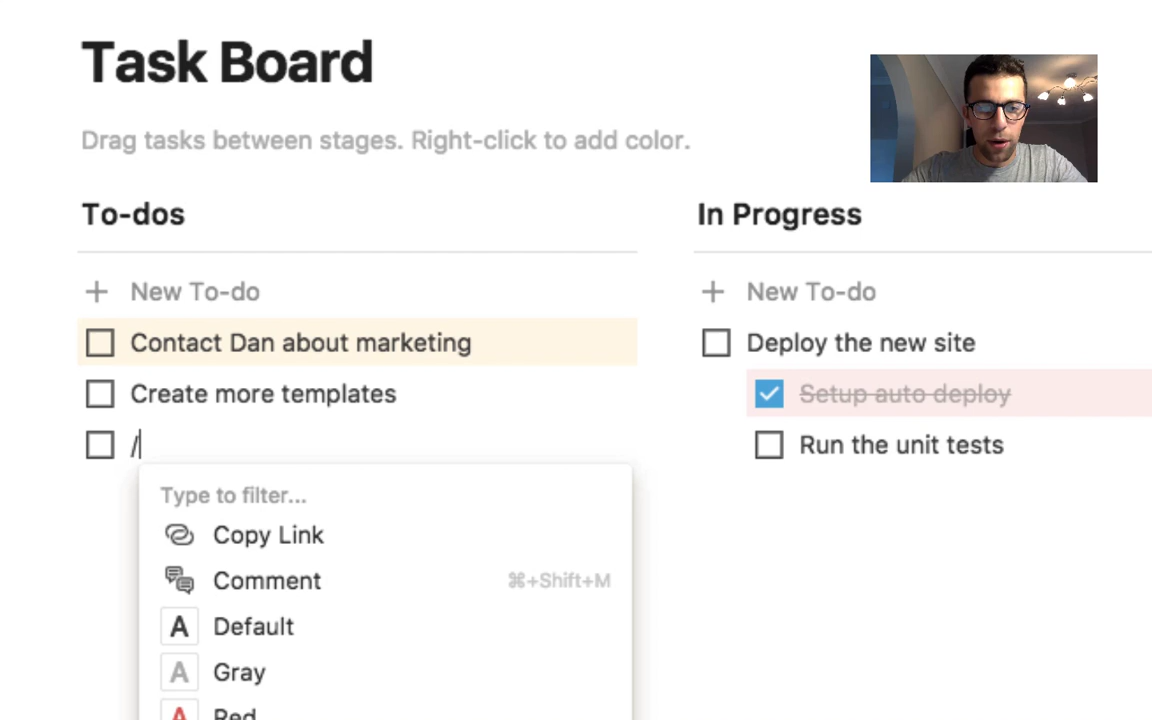 Task Board
Drag tasks between stages. Right-click to add color.
To-dos
New To-do
Contact Dan about marketing
Create more templates
/
Type to filter...
Copy Link
Comment ⌘+Shift+M
A Default
A Gray
A Red
In Progress
New To-do
Deploy the new site
Setup auto deploy
Run the unit tests